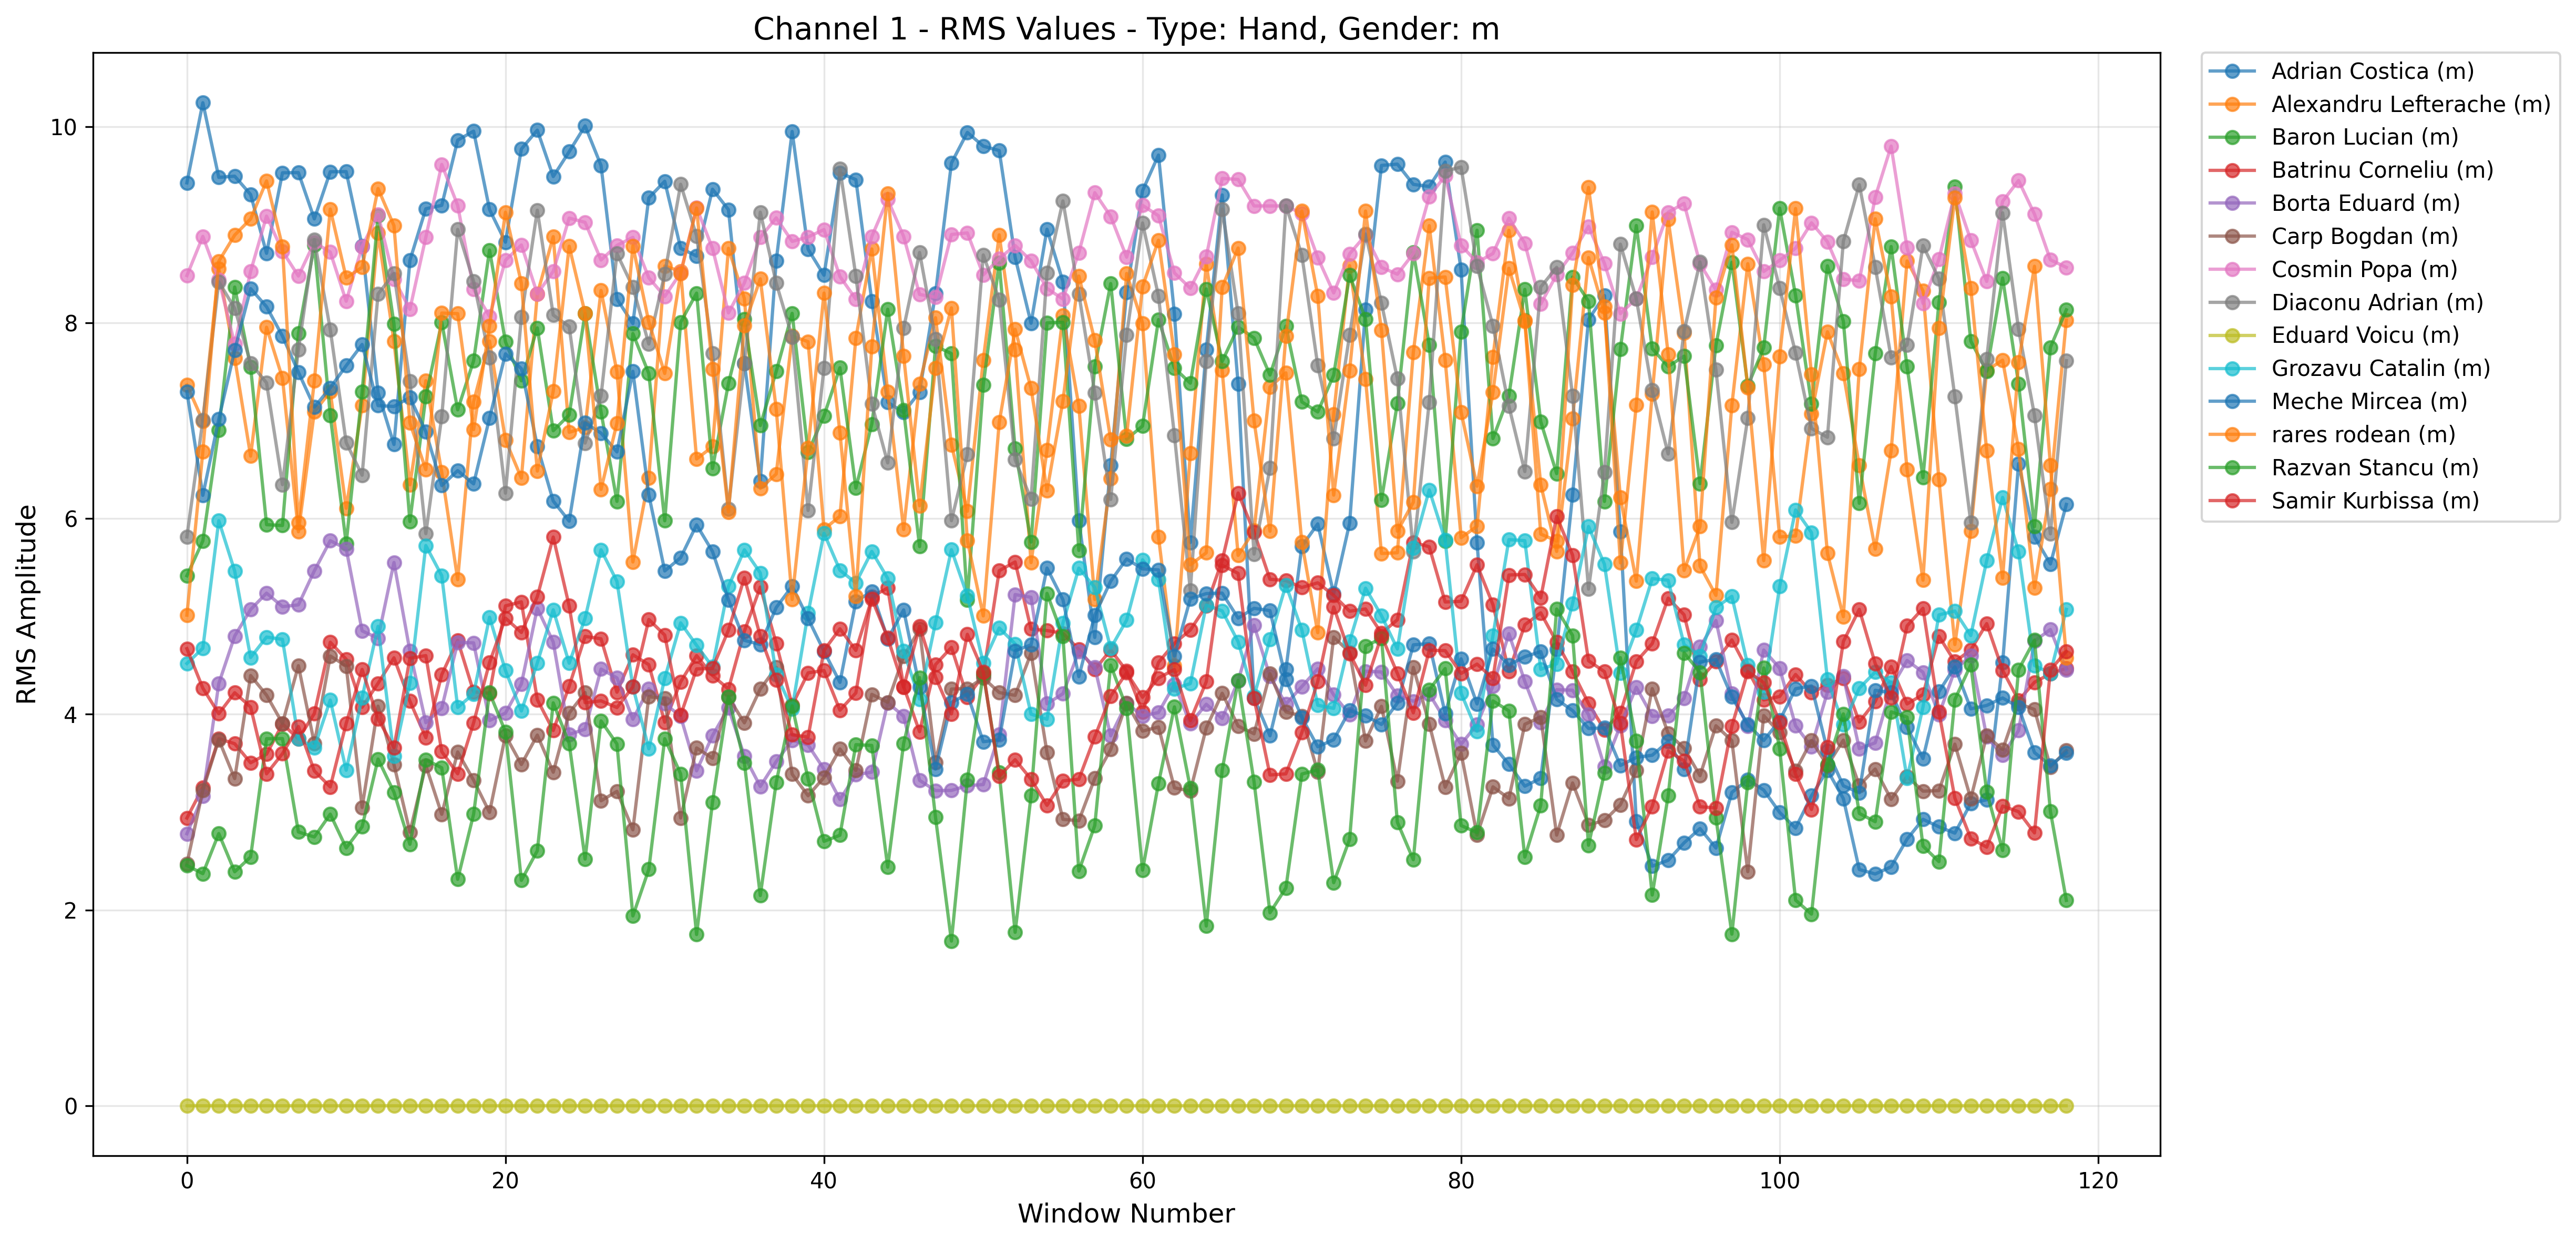 Channel 1 - RMS Values - Type: Hand, Gender: m
RMS Amplitude
10
8
6
4
2
0
0 20 40 60 80 100 120
Window Number
Adrian Costica (m)
Alexandru Lefterache (m)
Baron Lucian (m)
Batrinu Corneliu (m)
Borta Eduard (m)
Carp Bogdan (m)
Cosmin Popa (m)
Diaconu Adrian (m)
Eduard Voicu (m)
Grozavu Catalin (m)
Meche Mircea (m)
rares rodean (m)
Razvan Stancu (m)
Samir Kurbissa (m)